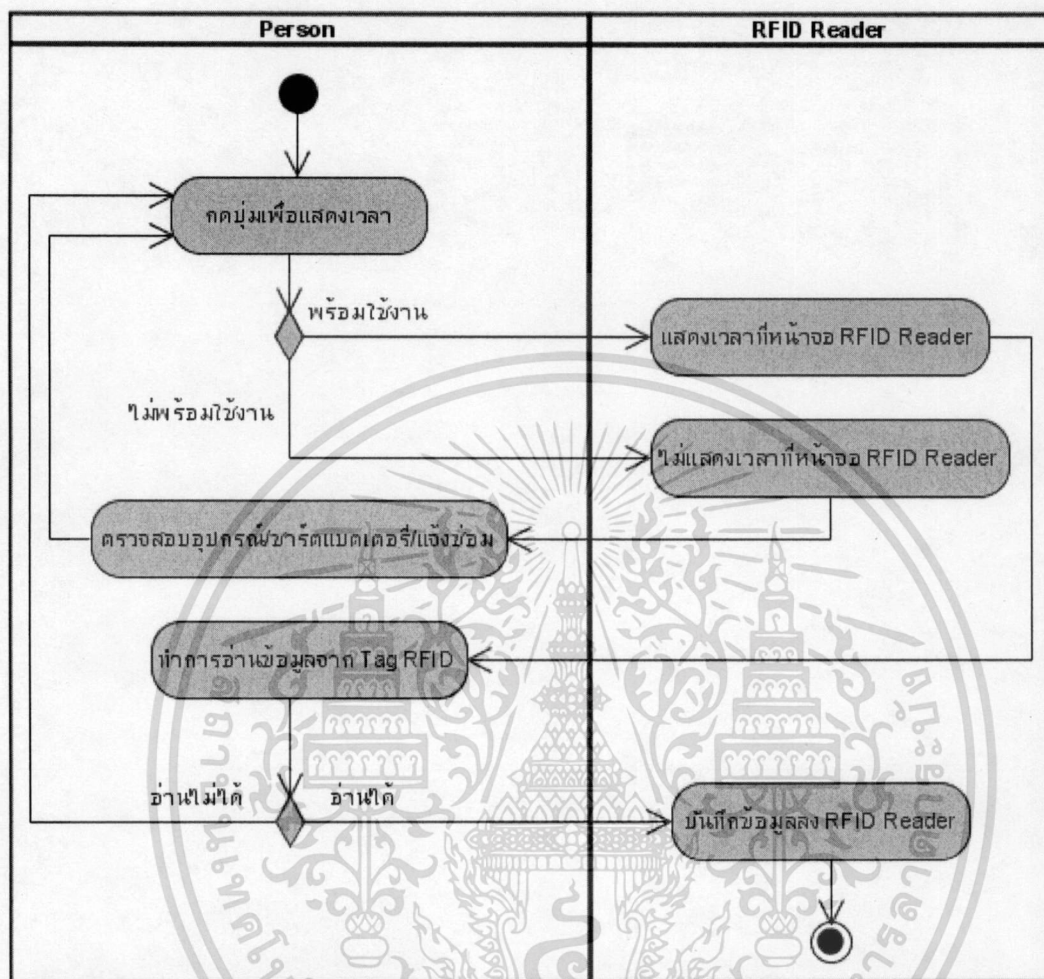 Person
RFID Reader
กดปุ่มเพื่อแสดงเวลา
พร้อมใช้งาน
แสดงเวลาที่หน้าจอ RFID Reader
ไม่พร้อมใช้งาน
ไม่แสดงเวลาที่หน้าจอ RFID Reader
ตรวจสอบอุปกรณ์/ชาร์ตแบตเตอรี่/แจ้งซ่อม
ทำการอ่านข้อมูลจาก Tag RFID
อ่านไม่ได้
อ่านได้
บันทึกข้อมูลลง RFID Reader